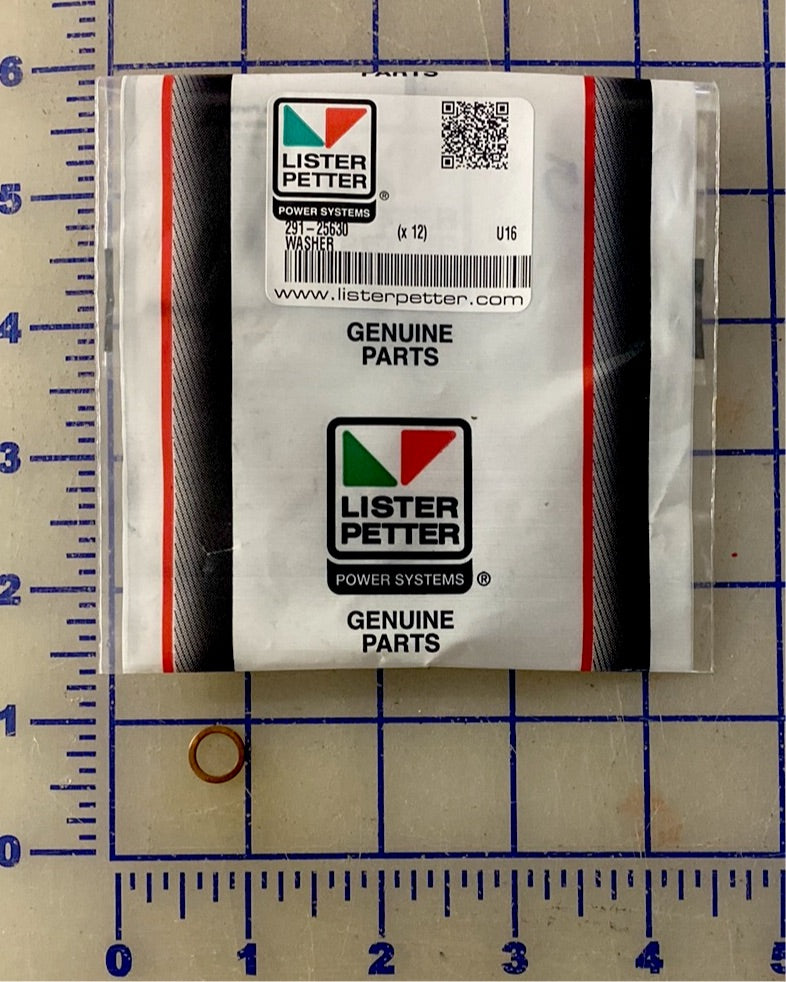 PARTS
LISTER
PETTER
®
POWER SYSTEMS
291-25630 (x 12) U16
WASHER
www.listerpetter.com
GENUINE
PARTS
LISTER
PETTER
POWER SYSTEMS ®
GENUINE
PARTS
6
5
4
3
2
1
0
0 1 2 3 4 5